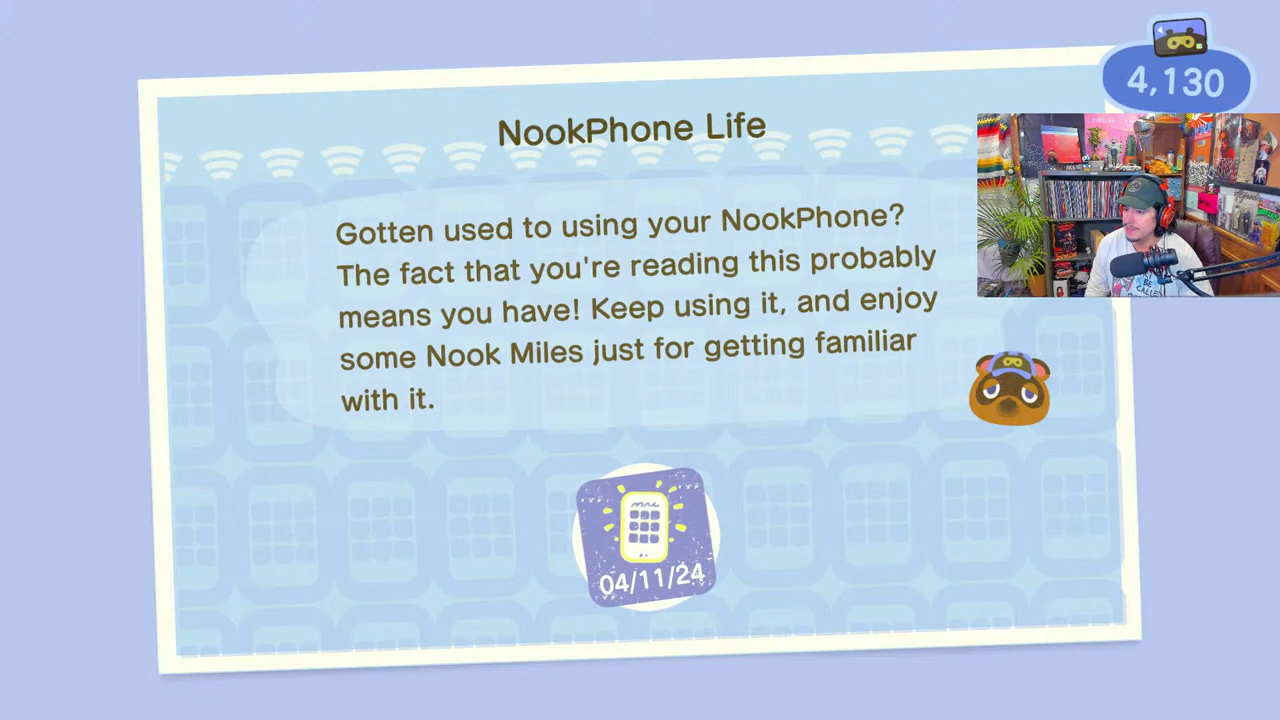 4,130
NookPhone Life
Gotten used to using your NookPhone?
The fact that you're reading this probably
means you have! Keep using it, and enjoy
some Nook Miles just for getting familiar
with it.
04/11/24